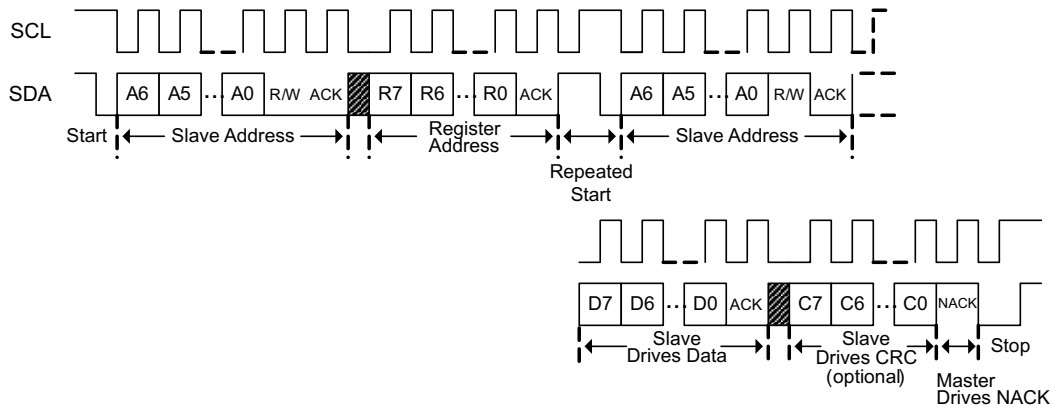 SCL
SDA A6 A5 ... A0 R/W ACK R7 R6 ... R0 ACK A6 A5 ... A0 R/W ACK
Start Slave Address Register Address Slave Address
Repeated Start
D7 D6 ... D0 ACK C7 C6 ... C0 NACK
Slave Drives Data Slave Drives CRC (optional) Stop
Master Drives NACK